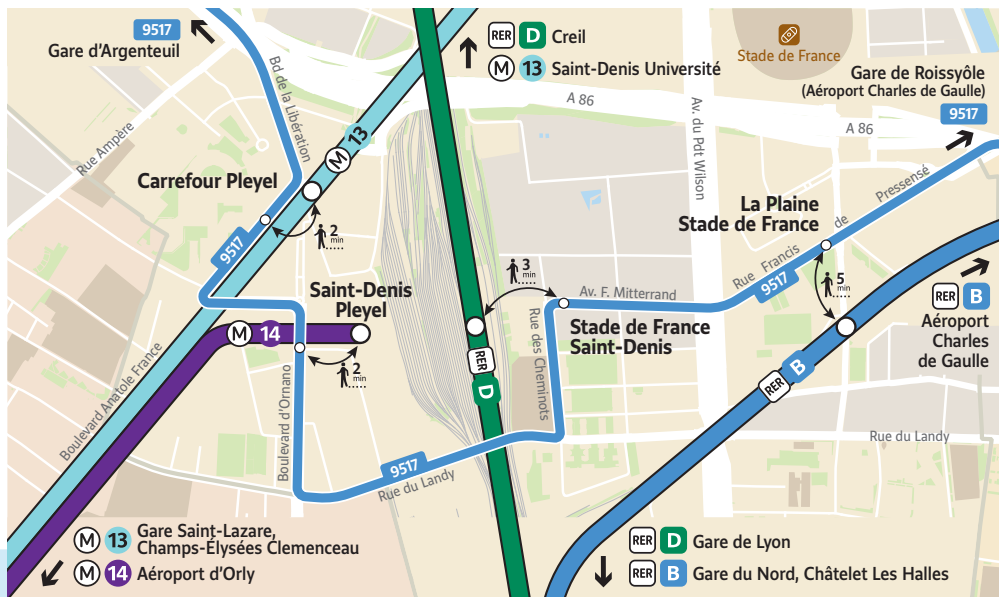 9517
Gare d'Argenteuil
RER D Creil
M 13 Saint-Denis Université
Stade de France
Gare de Roissyôle
(Aéroport Charles de Gaulle)
9517
A 86
A 86
Bd de la Libération
Rue Ampère
M 13
Av. du Pdt Wilson
Carrefour Pleyel
2
min
9517
La Plaine
Stade de France
Rue Francis de Pressensé
9517
5
min
3
min
Saint-Denis
Pleyel
M 14
2
min
Av. F. Mitterrand
Stade de France
Saint-Denis
Rue des Cheminots
RER D
RER B
RER B
Aéroport
Charles
de Gaulle
Boulevard Anatole France
Boulevard d'Ornano
9517
Rue du Landy
Rue du Landy
M 13 Gare Saint-Lazare,
Champs-Élysées Clemenceau
M 14 Aéroport d'Orly
RER D Gare de Lyon
RER B Gare du Nord, Châtelet Les Halles